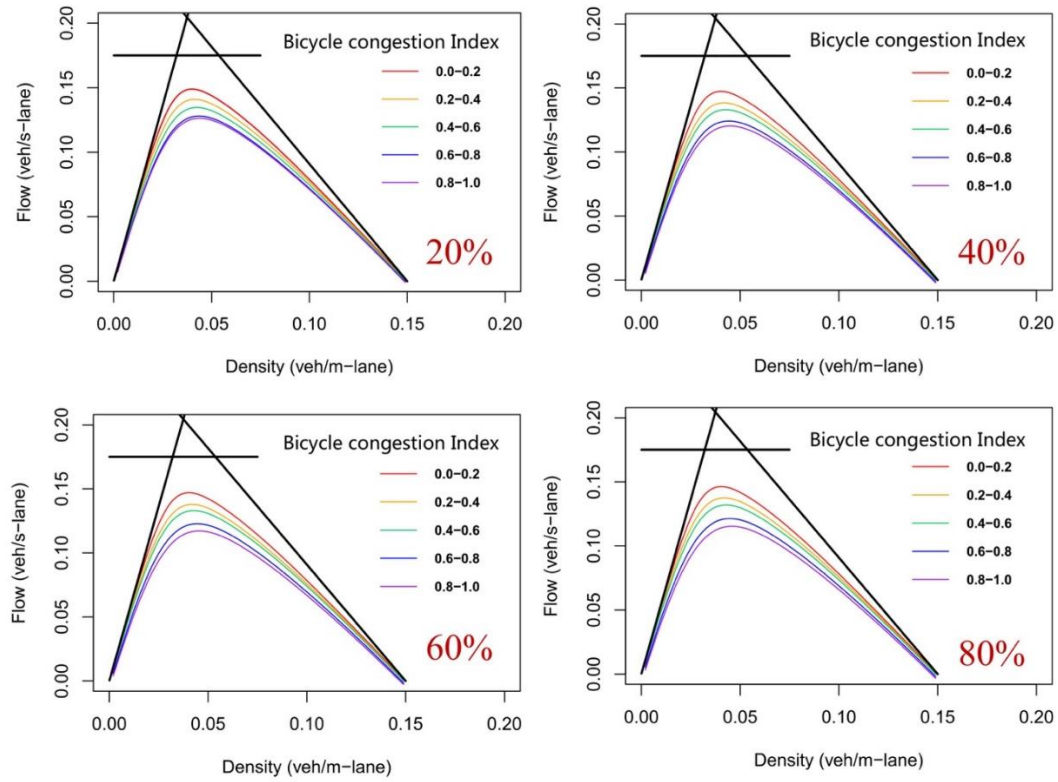 Flow (veh/s-lane)
0.20
0.15
0.10
0.05
0.00
Bicycle congestion Index
0.0-0.2
0.2-0.4
0.4-0.6
0.6-0.8
0.8-1.0
20%
0.00 0.05 0.10 0.15 0.20
Density (veh/m-lane)
Flow (veh/s-lane)
0.20
0.15
0.10
0.05
0.00
Bicycle congestion Index
0.0-0.2
0.2-0.4
0.4-0.6
0.6-0.8
0.8-1.0
40%
0.00 0.05 0.10 0.15 0.20
Density (veh/m-lane)
Flow (veh/s-lane)
0.20
0.15
0.10
0.05
0.00
Bicycle congestion Index
0.0-0.2
0.2-0.4
0.4-0.6
0.6-0.8
0.8-1.0
60%
0.00 0.05 0.10 0.15 0.20
Density (veh/m-lane)
Flow (veh/s-lane)
0.20
0.15
0.10
0.05
0.00
Bicycle congestion Index
0.0-0.2
0.2-0.4
0.4-0.6
0.6-0.8
0.8-1.0
80%
0.00 0.05 0.10 0.15 0.20
Density (veh/m-lane)